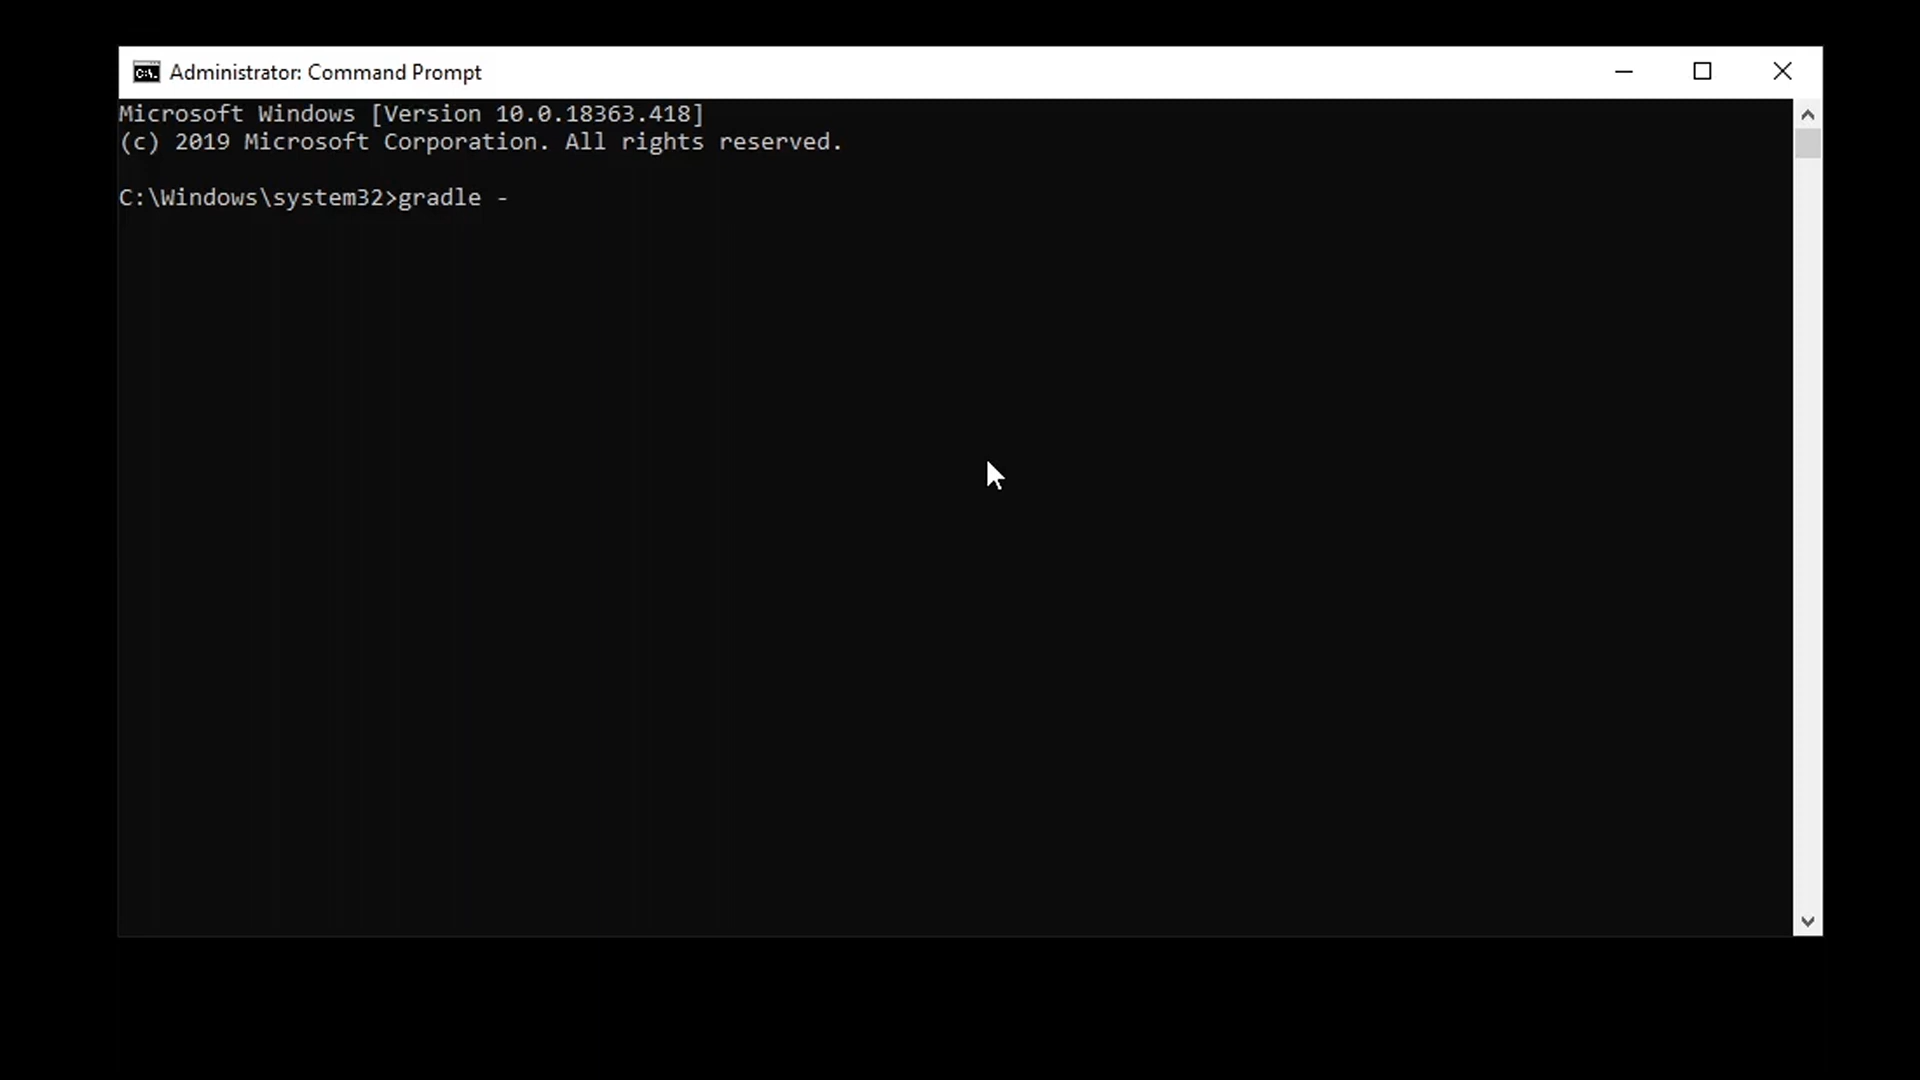 Administrator: Command Prompt
Microsoft Windows [Version 10.0.18363.418]
(c) 2019 Microsoft Corporation. All rights reserved.
C:\Windows\system32>gradle -